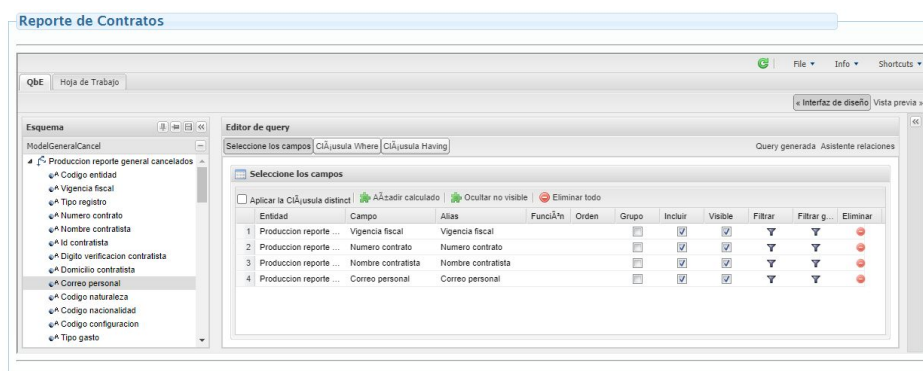 Reporte de Contratos
File Info Shortcuts
QbE Hoja de Trabajo
« Interfaz de diseño Vista previa »
Esquema
Editor de query
ModelGeneralCancel
Seleccione los campos ClÃ¡usula Where ClÃ¡usula Having Query generada Asistente relaciones
Produccion reporte general cancelados
Codigo entidad
Vigencia fiscal
Tipo registro
Numero contrato
Nombre contratista
Id contratista
Digito verificacion contratista
Domicilio contratista
Correo personal
Codigo naturaleza
Codigo nacionalidad
Codigo configuracion
Tipo gasto
Seleccione los campos
Aplicar la ClÃ¡usula distinct AÃ±adir calculado Ocultar no visible Eliminar todo
Entidad Campo Alias FunciÃ³n Orden Grupo Incluir Visible Filtrar Filtrar g... Eliminar
1 Produccion reporte ... Vigencia fiscal Vigencia fiscal
2 Produccion reporte ... Numero contrato Numero contrato
3 Produccion reporte ... Nombre contratista Nombre contratista
4 Produccion reporte ... Correo personal Correo personal